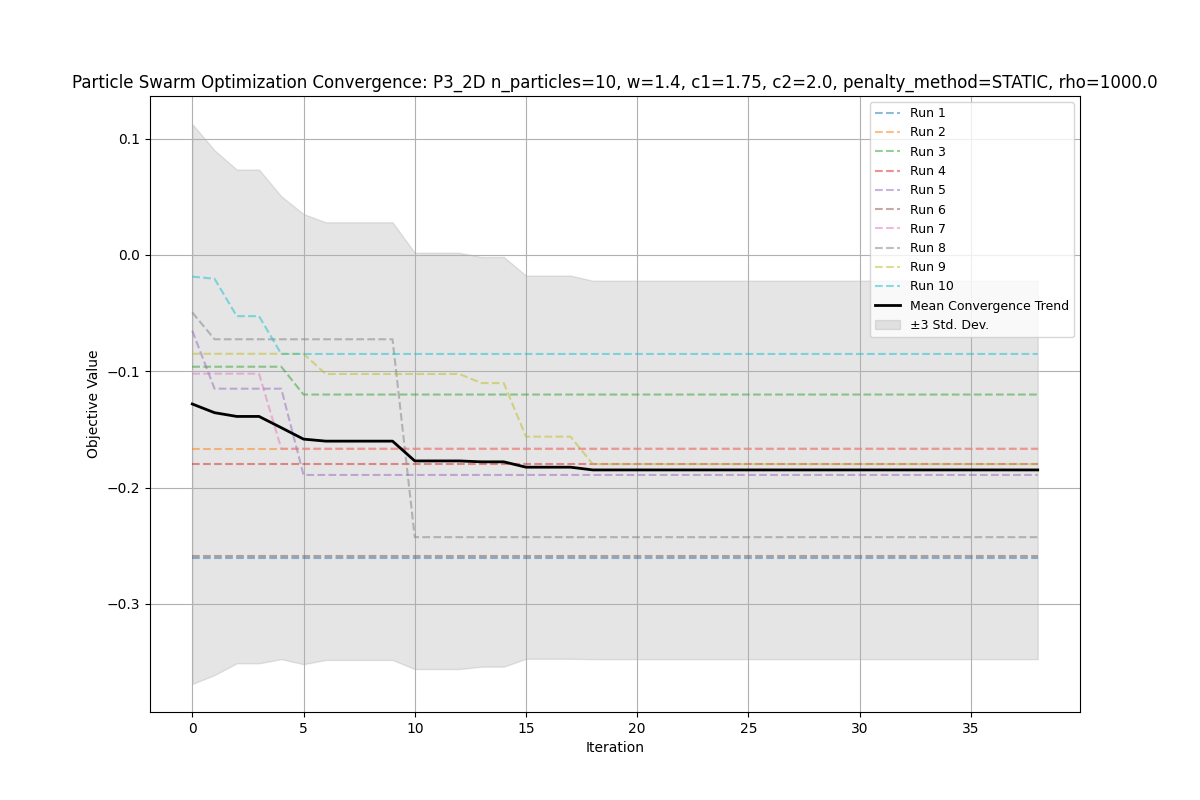 Particle Swarm Optimization Convergence: P3_2D n_particles=10, w=1.4, c1=1.75, c2=2.0, penalty_method=STATIC, rho=1000.0
Run 1
Run 2
Run 3
Run 4
Run 5
Run 6
Run 7
Run 8
Run 9
Run 10
Mean Convergence Trend
±3 Std. Dev.
Objective Value
0.1
0.0
−0.1
−0.2
−0.3
0 5 10 15 20 25 30 35
Iteration